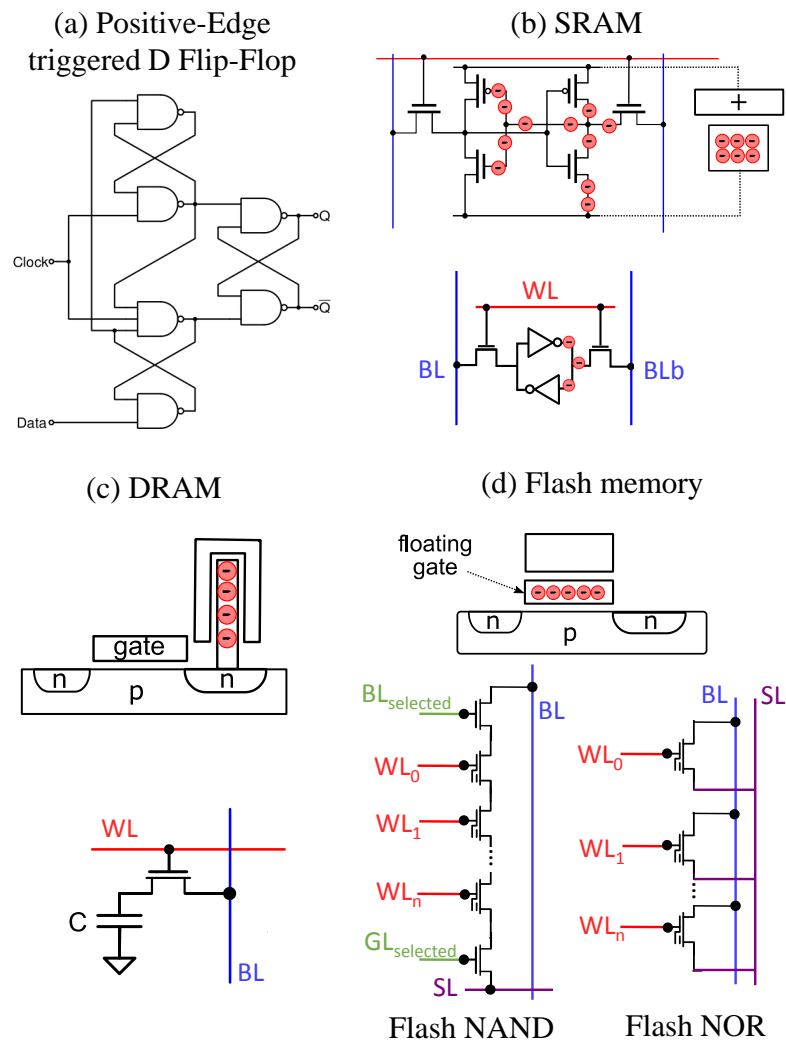 (a) Positive-Edge
triggered D Flip-Flop
Clock
Data
Q
Q̅
(b) SRAM
+
WL
BL
BLb
(c) DRAM
gate
n
p
n
WL
C
BL
(d) Flash memory
floating
gate
n
p
n
BLselected
BL
WL0
WL1
WLn
GLselected
SL
Flash NAND
BL
SL
WL0
WL1
WLn
Flash NOR